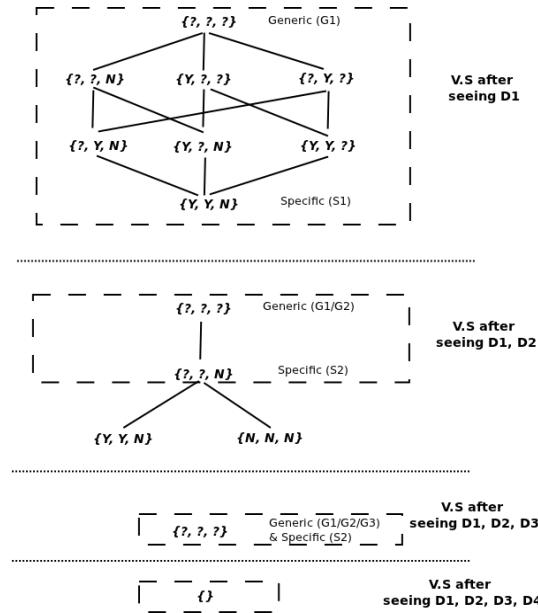 {?, ?, ?} Generic (G1)
{?, ?, N} {Y, ?, ?} {?, Y, ?}
V.S after
seeing D1
{?, Y, N} {Y, ?, N} {Y, Y, ?}
{Y, Y, N} Specific (S1)
{?, ?, ?} Generic (G1/G2)
V.S after
seeing D1, D2
{?, ?, N} Specific (S2)
{Y, Y, N} {N, N, N}
V.S after
seeing D1, D2, D3
{?, ?, ?} Generic (G1/G2/G3)
& Specific (S2)
V.S after
seeing D1, D2, D3, D4
{}